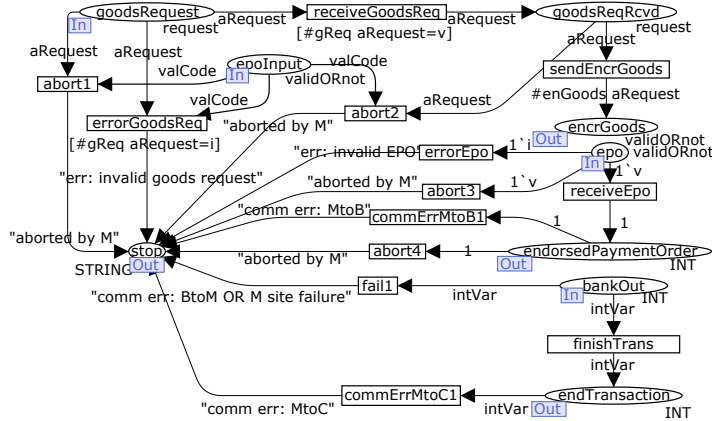 goodsRequest
In
request
aRequest
receiveGoodsReq
[#gReq aRequest=v]
aRequest
goodsReqRcvd
request
aRequest
aRequest
aRequest
sendEncrGoods
epoInput
In
validORnot
valCode
valCode
valCode
abort1
abort2
aRequest
#enGoods aRequest
errorGoodsReq
[#gReq aRequest=i]
"aborted by M"
encrGoods
Out
validORnot
epo
In
validORnot
1`i
errorEpo
"err: invalid EPO"
1`v
receiveEpo
"err: invalid goods request"
"aborted by M"
abort3
1`v
"comm err: MtoB"
commErrMtoB1
1
1
"aborted by M"
stop
Out
STRING
"aborted by M"
abort4
1
endorsedPaymentOrder
Out
INT
"comm err: BtoM OR M site failure"
fail1
intVar
bankOut
In
INT
intVar
finishTrans
intVar
"comm err: MtoC"
commErrMtoC1
intVar
endTransaction
Out
INT